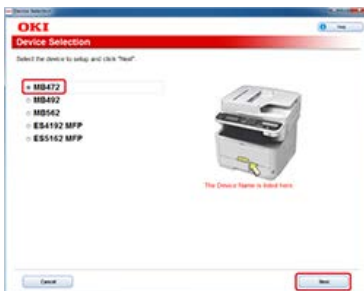 Device Selection
OKI
Device Selection
Select the device to setup and click "Next".
MB472
MB492
MB562
ES4192 MFP
ES5162 MFP
The Device Name is listed here.
Cancel
Next